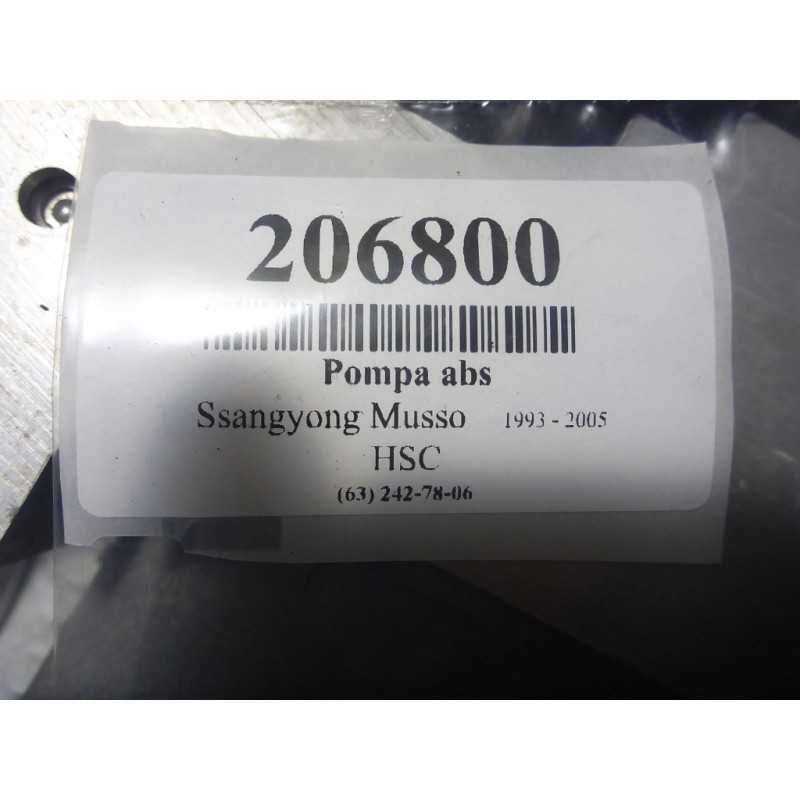 206800
Pompa abs
Ssangyong Musso 1993 - 2005
HSC
(63) 242-78-06